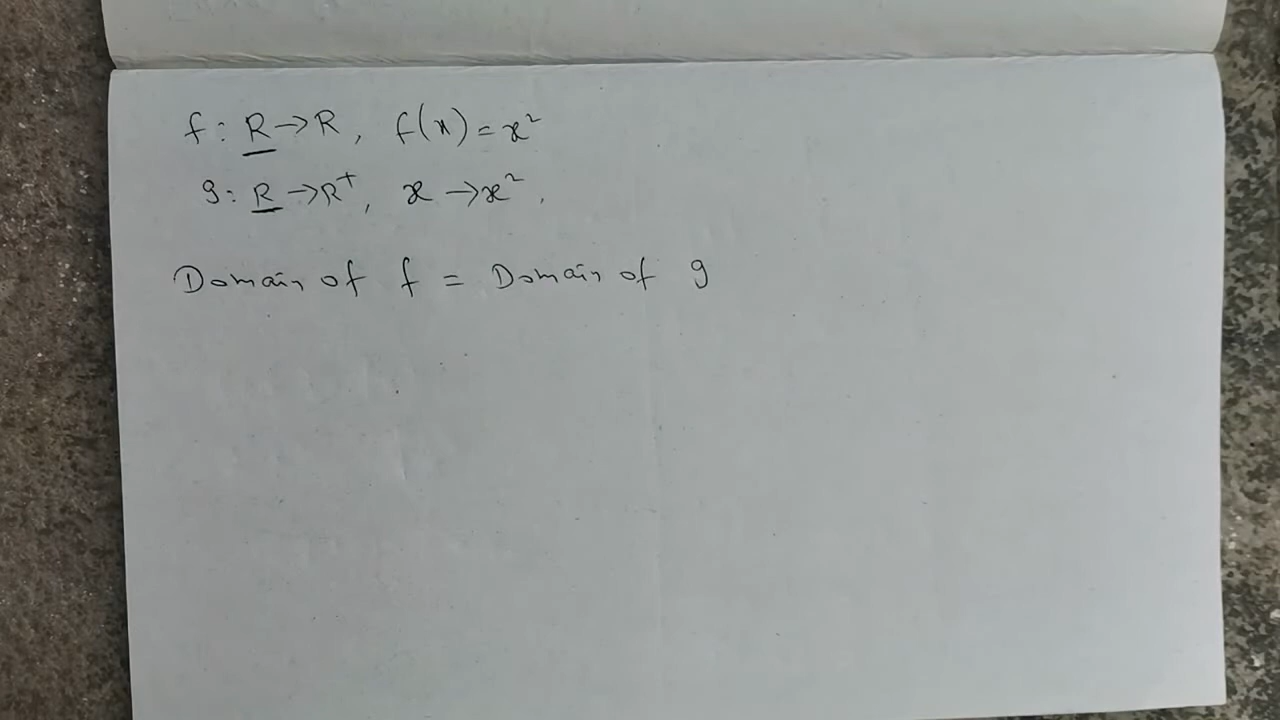 f: R→R, f(x)=x²
g: R→R⁺, x→x².
Domain of f = Domain of g